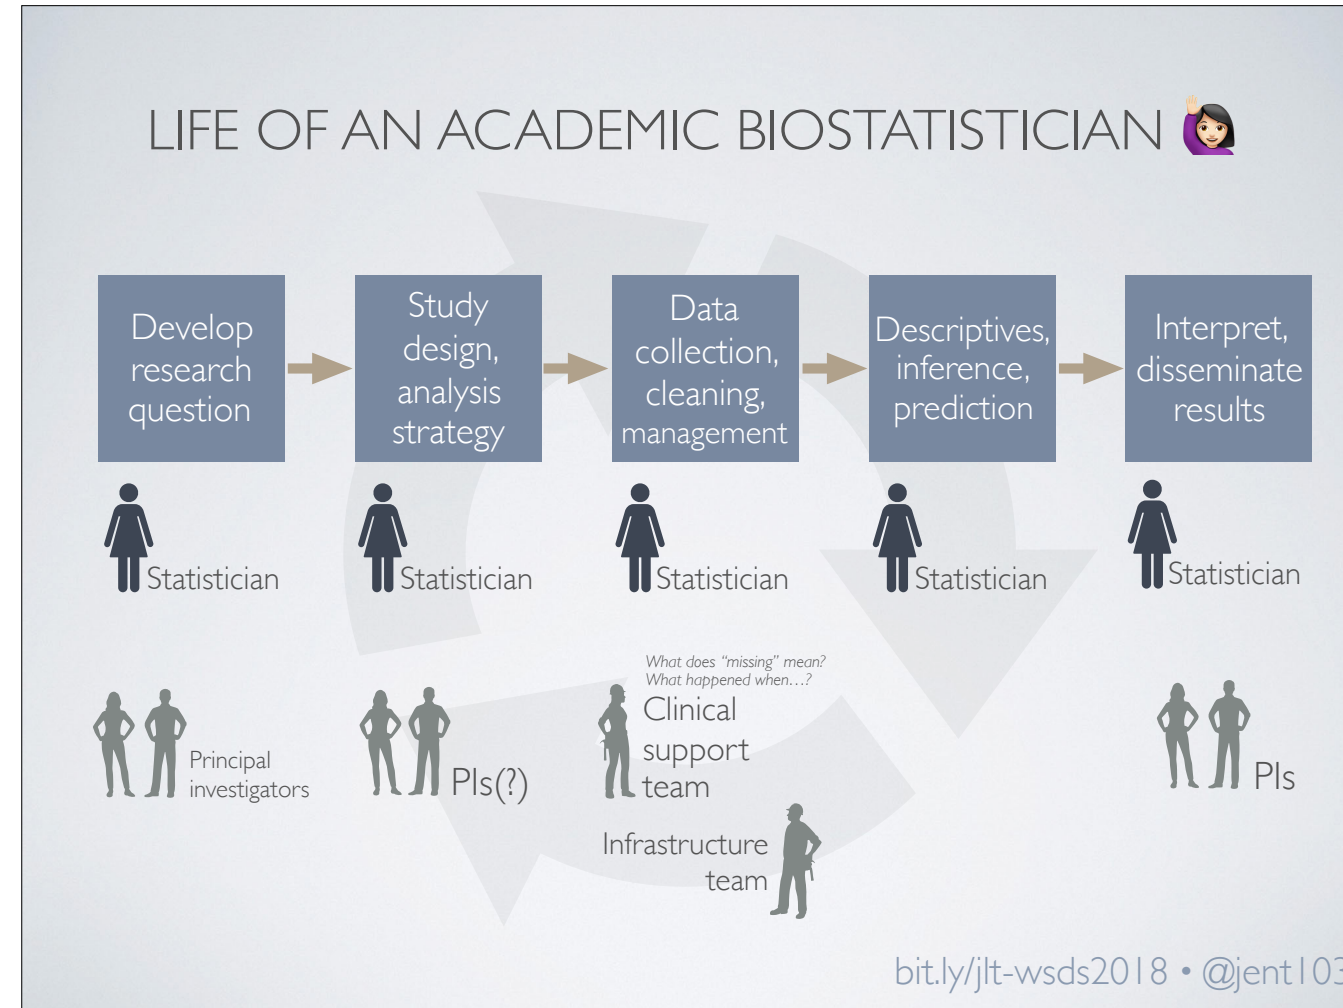 LIFE OF AN ACADEMIC BIOSTATISTICIAN 🙋🏻‍♀️
Develop
research
question
Study
design,
analysis
strategy
Data
collection,
cleaning,
management
Descriptives,
inference,
prediction
Interpret,
disseminate
results
Statistician
Statistician
Statistician
Statistician
Statistician
Principal
investigators
PIs(?)
What does “missing” mean?
What happened when…?
Clinical
support
team
Infrastructure
team
PIs
bit.ly/jlt-wsds2018 • @jent103